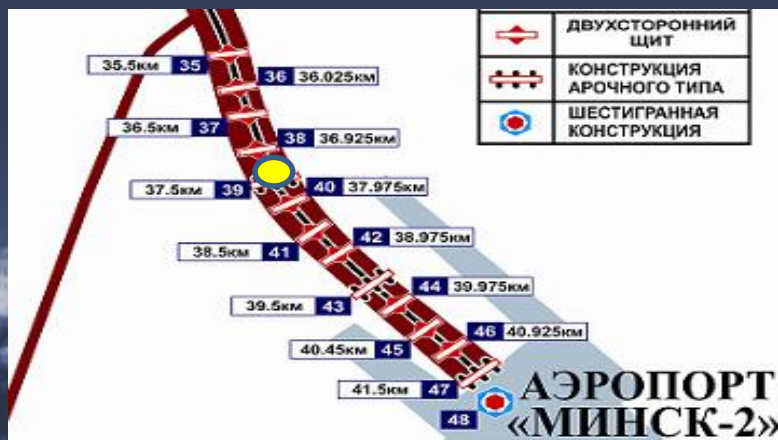 ДВУХСТОРОННИЙ
ЩИТ
КОНСТРУКЦИЯ
АРОЧНОГО ТИПА
ШЕСТИГРАННАЯ
КОНСТРУКЦИЯ
35.5км 35
36 36.025км
36.5км 37
38 36.925км
37.5км 39
40 37.975км
38.5км 41
42 38.975км
39.5км 43
44 39.975км
40.45км 45
46 40.925км
41.5км 47
48
АЭРОПОРТ
«МИНСК-2»